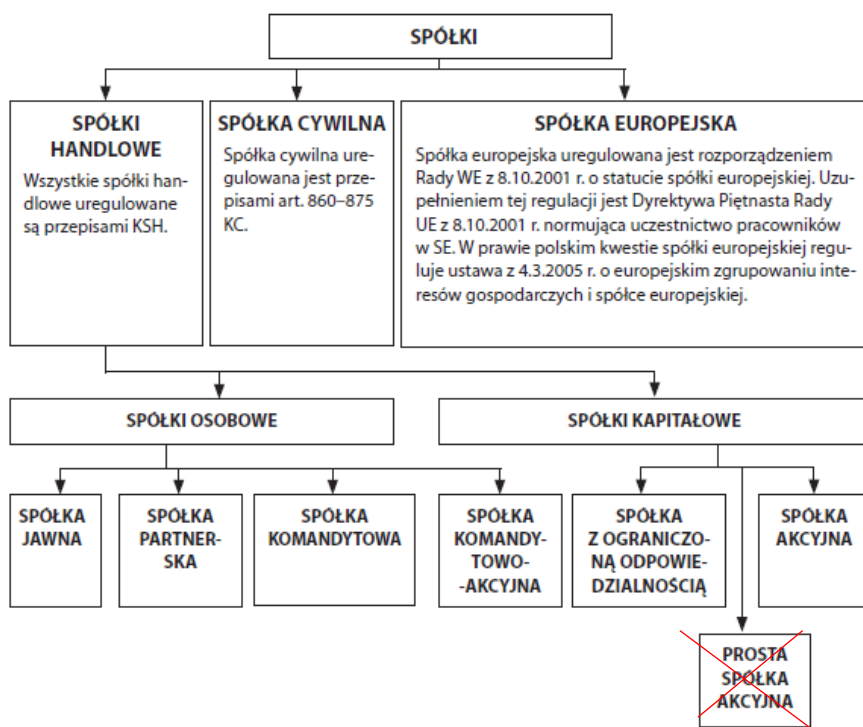 SPÓŁKI
SPÓŁKI
HANDLOWE
Wszystkie spółki han-
dlowe uregulowane
są przepisami KSH.
SPÓŁKA CYWILNA
Spółka cywilna ure-
gulowana jest prze-
pisami art. 860–875
KC.
SPÓŁKA EUROPEJSKA
Spółka europejska uregulowana jest rozporządzeniem
Rady WE z 8.10.2001 r. o statucie spółki europejskiej. Uzu-
pełnieniem tej regulacji jest Dyrektywa Piętnasta Rady
UE z 8.10.2001 r. normująca uczestnictwo pracowników
w SE. W prawie polskim kwestie spółki europejskiej regu-
luje ustawa z 4.3.2005 r. o europejskim zgrupowaniu inte-
resów gospodarczych i spółce europejskiej.
SPÓŁKI OSOBOWE
SPÓŁKI KAPITAŁOWE
SPÓŁKA
JAWNA
SPÓŁKA
PARTNER-
SKA
SPÓŁKA
KOMANDYTOWA
SPÓŁKA
KOMANDY-
TOWO-
-AKCYJNA
SPÓŁKA
Z OGRANICZO-
NĄ ODPOWIE-
DZIALNOŚCIĄ
SPÓŁKA
AKCYJNA
PROSTA
SPÓŁKA
AKCYJNA